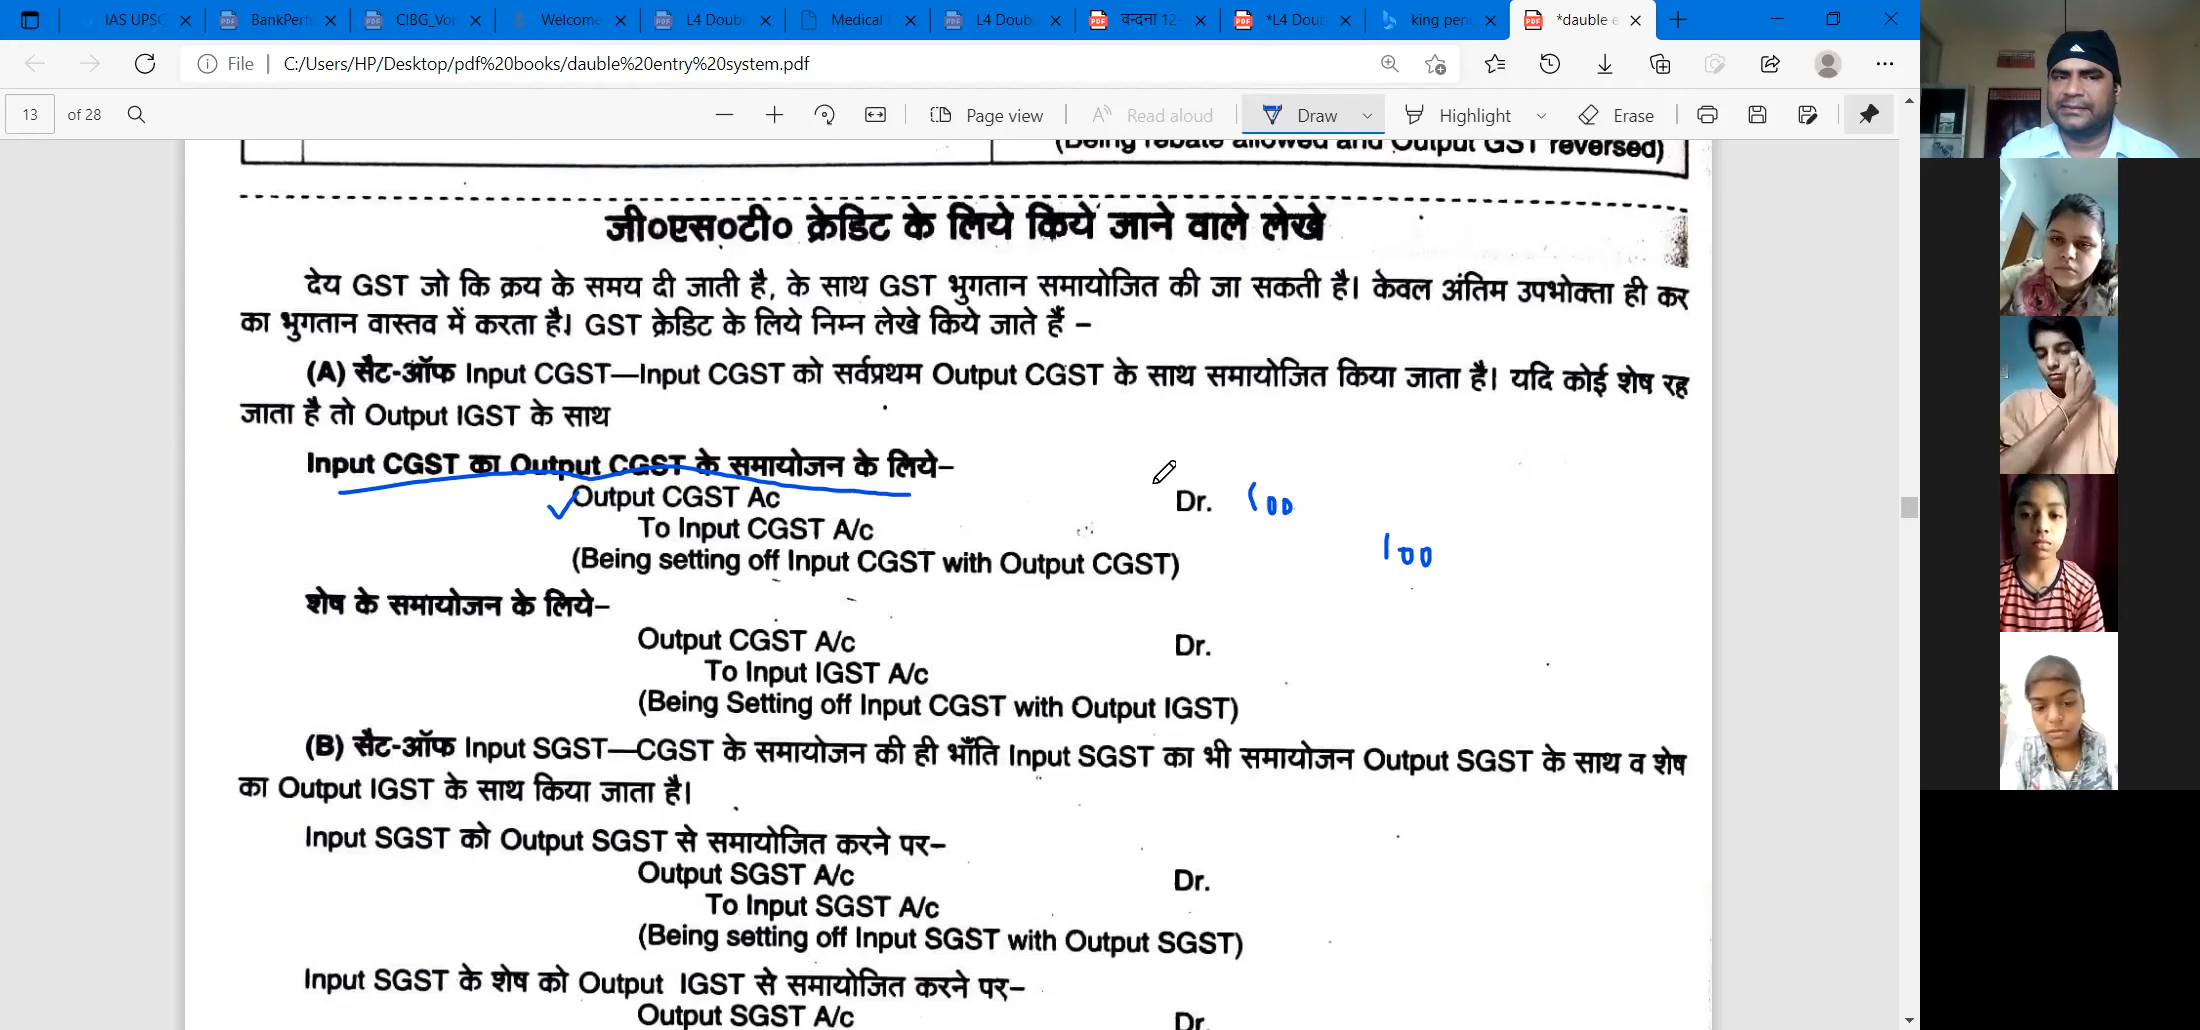 IAS UPSC
BankPerf
CIBG_Vol
Welcome
L4 Doubl
Medical
L4 Doubl
वन्दना 12-
*L4 Doub
king pen
*dauble e
File C:/Users/HP/Desktop/pdf%20books/dauble%20entry%20system.pdf
13 of 28
Page view
Read aloud
Draw
Highlight
Erase
(Being rebate allowed and Output GST reversed)
जी०एस०टी० क्रेडिट के लिये किये जाने वाले लेखे
देय GST जो कि क्रय के समय दी जाती है, के साथ GST भुगतान समायोजित की जा सकती है। केवल अंतिम उपभोक्ता ही कर
का भुगतान वास्तव में करता है। GST क्रेडिट के लिये निम्न लेखे किये जाते हैं –
(A) सैट-ऑफ Input CGST—Input CGST को सर्वप्रथम Output CGST के साथ समायोजित किया जाता है। यदि कोई शेष रह
जाता है तो Output IGST के साथ
Input CGST का Output CGST के समायोजन के लिये–
Output CGST Ac Dr. 100
To Input CGST A/c 100
(Being setting off Input CGST with Output CGST)
शेष के समायोजन के लिये–
Output CGST A/c Dr.
To Input IGST A/c
(Being Setting off Input CGST with Output IGST)
(B) सैट-ऑफ Input SGST—CGST के समायोजन की ही भाँति Input SGST का भी समायोजन Output SGST के साथ व शेष
का Output IGST के साथ किया जाता है।
Input SGST को Output SGST से समायोजित करने पर–
Output SGST A/c Dr.
To Input SGST A/c
(Being setting off Input SGST with Output SGST)
Input SGST के शेष को Output IGST से समायोजित करने पर–
Output SGST A/c Dr.